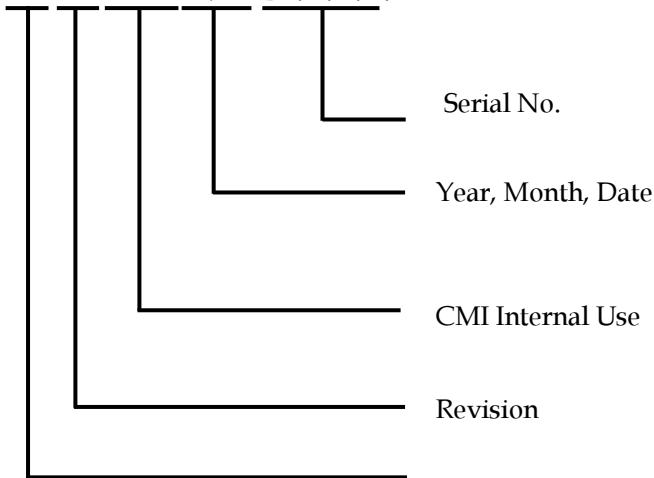 Serial No.
Year, Month, Date
CMI Internal Use
Revision